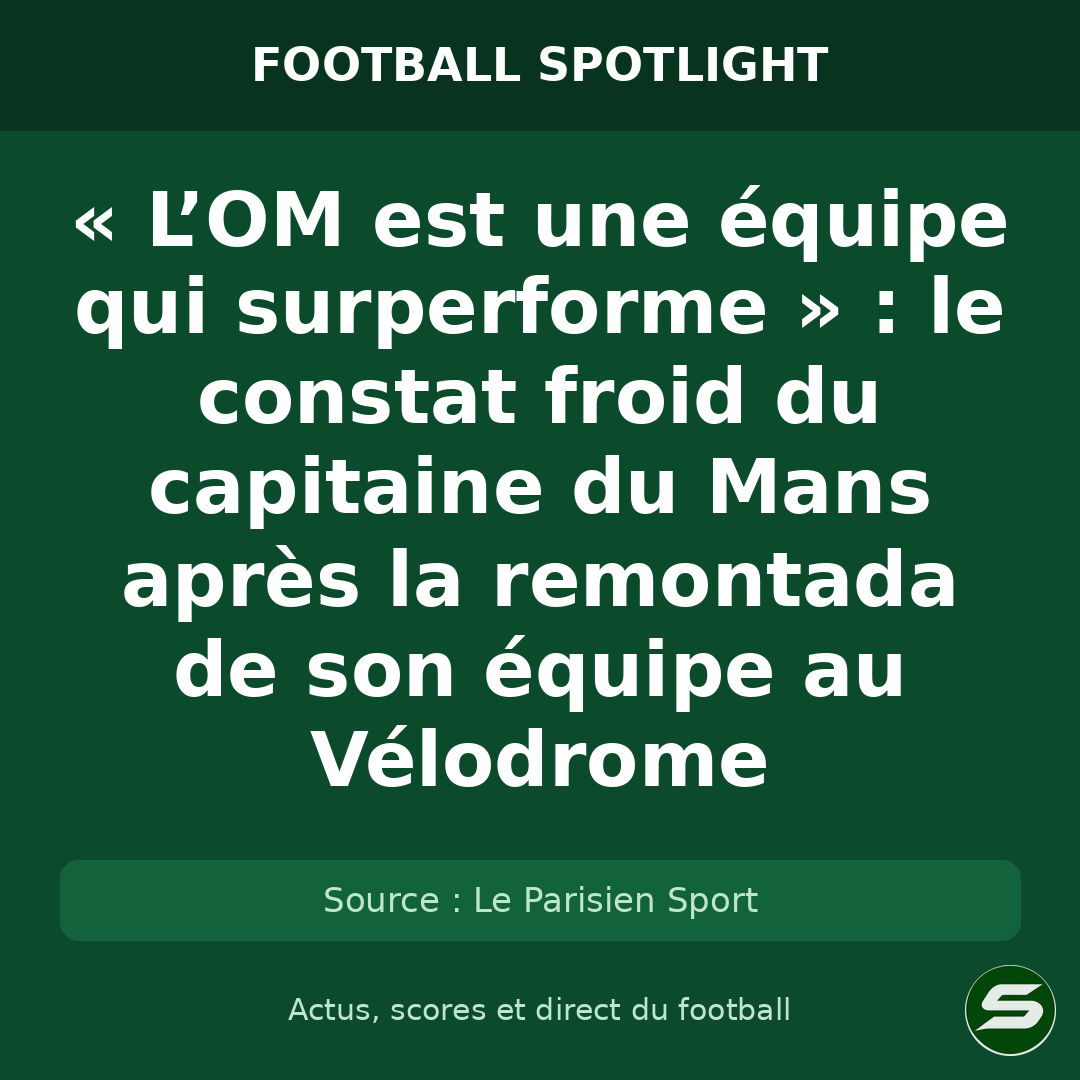 FOOTBALL SPOTLIGHT
« L’OM est une équipe
qui surperforme » : le
constat froid du
capitaine du Mans
après la remontada
de son équipe au
Vélodrome
Source : Le Parisien Sport
Actus, scores et direct du football
S